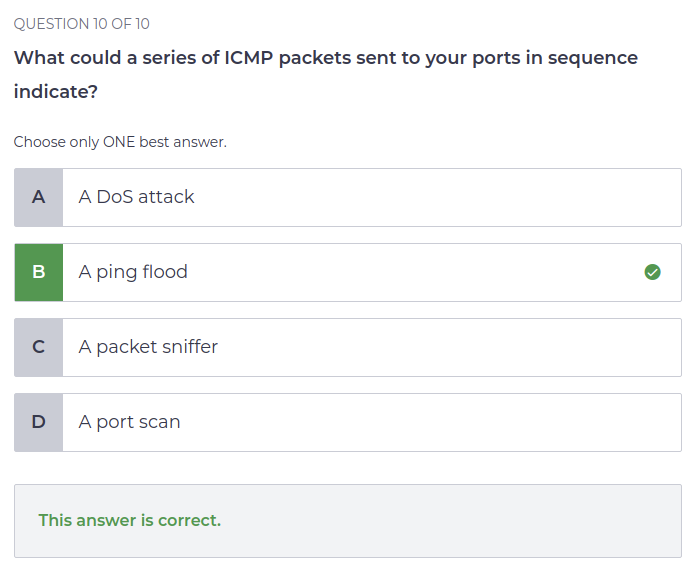 QUESTION 10 OF 10
What could a series of ICMP packets sent to your ports in sequence
indicate?
Choose only ONE best answer.
A A DoS attack
B A ping flood
C A packet sniffer
D A port scan
This answer is correct.